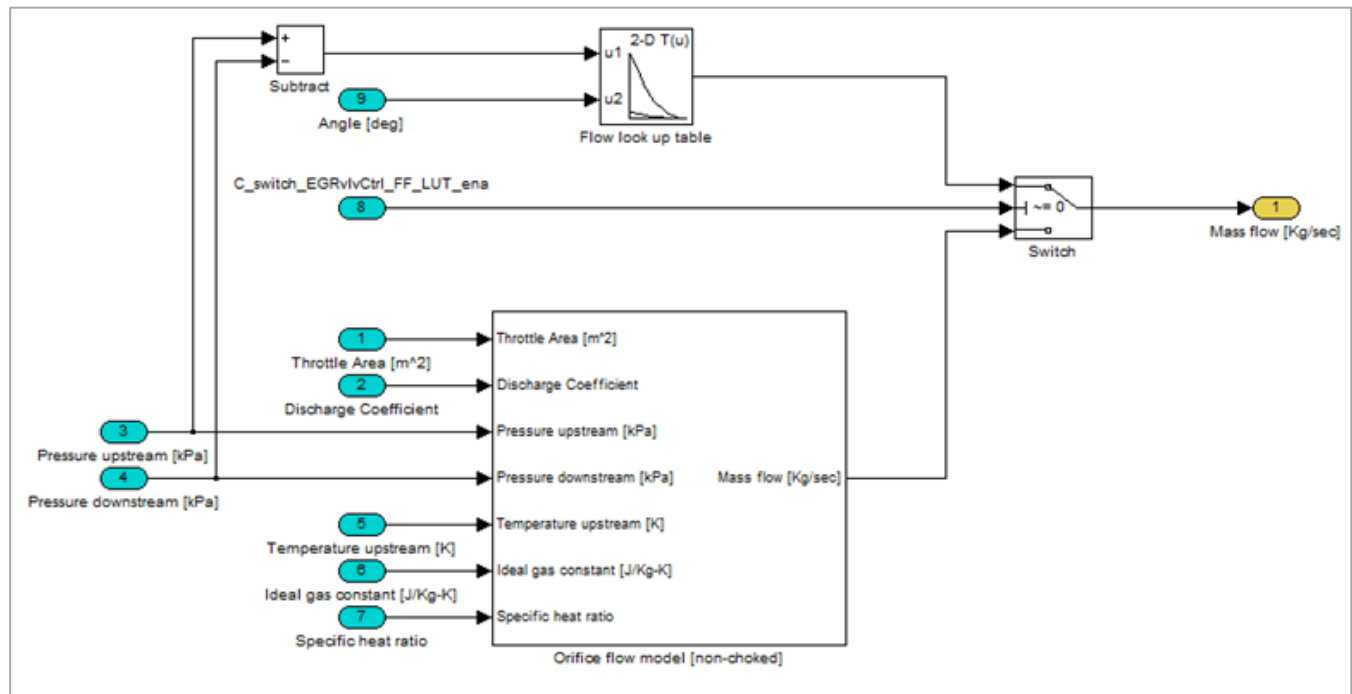 +
−
Subtract
2-D T(u)
u1
u2
Flow look up table
9
Angle [deg]
C_switch_EGRvlvCtrl_FF_LUT_ena
8
~= 0
Switch
1
Mass flow [Kg/sec]
1
Throttle Area [m^2]
2
Discharge Coefficient
3
Pressure upstream [kPa]
4
Pressure downstream [kPa]
5
Temperature upstream [K]
6
Ideal gas constant [J/Kg-K]
7
Specific heat ratio
Throttle Area [m^2]
Discharge Coefficient
Pressure upstream [kPa]
Pressure downstream [kPa]
Mass flow [Kg/sec]
Temperature upstream [K]
Ideal gas constant [J/Kg-K]
Specific heat ratio
Orifice flow model [non-choked]